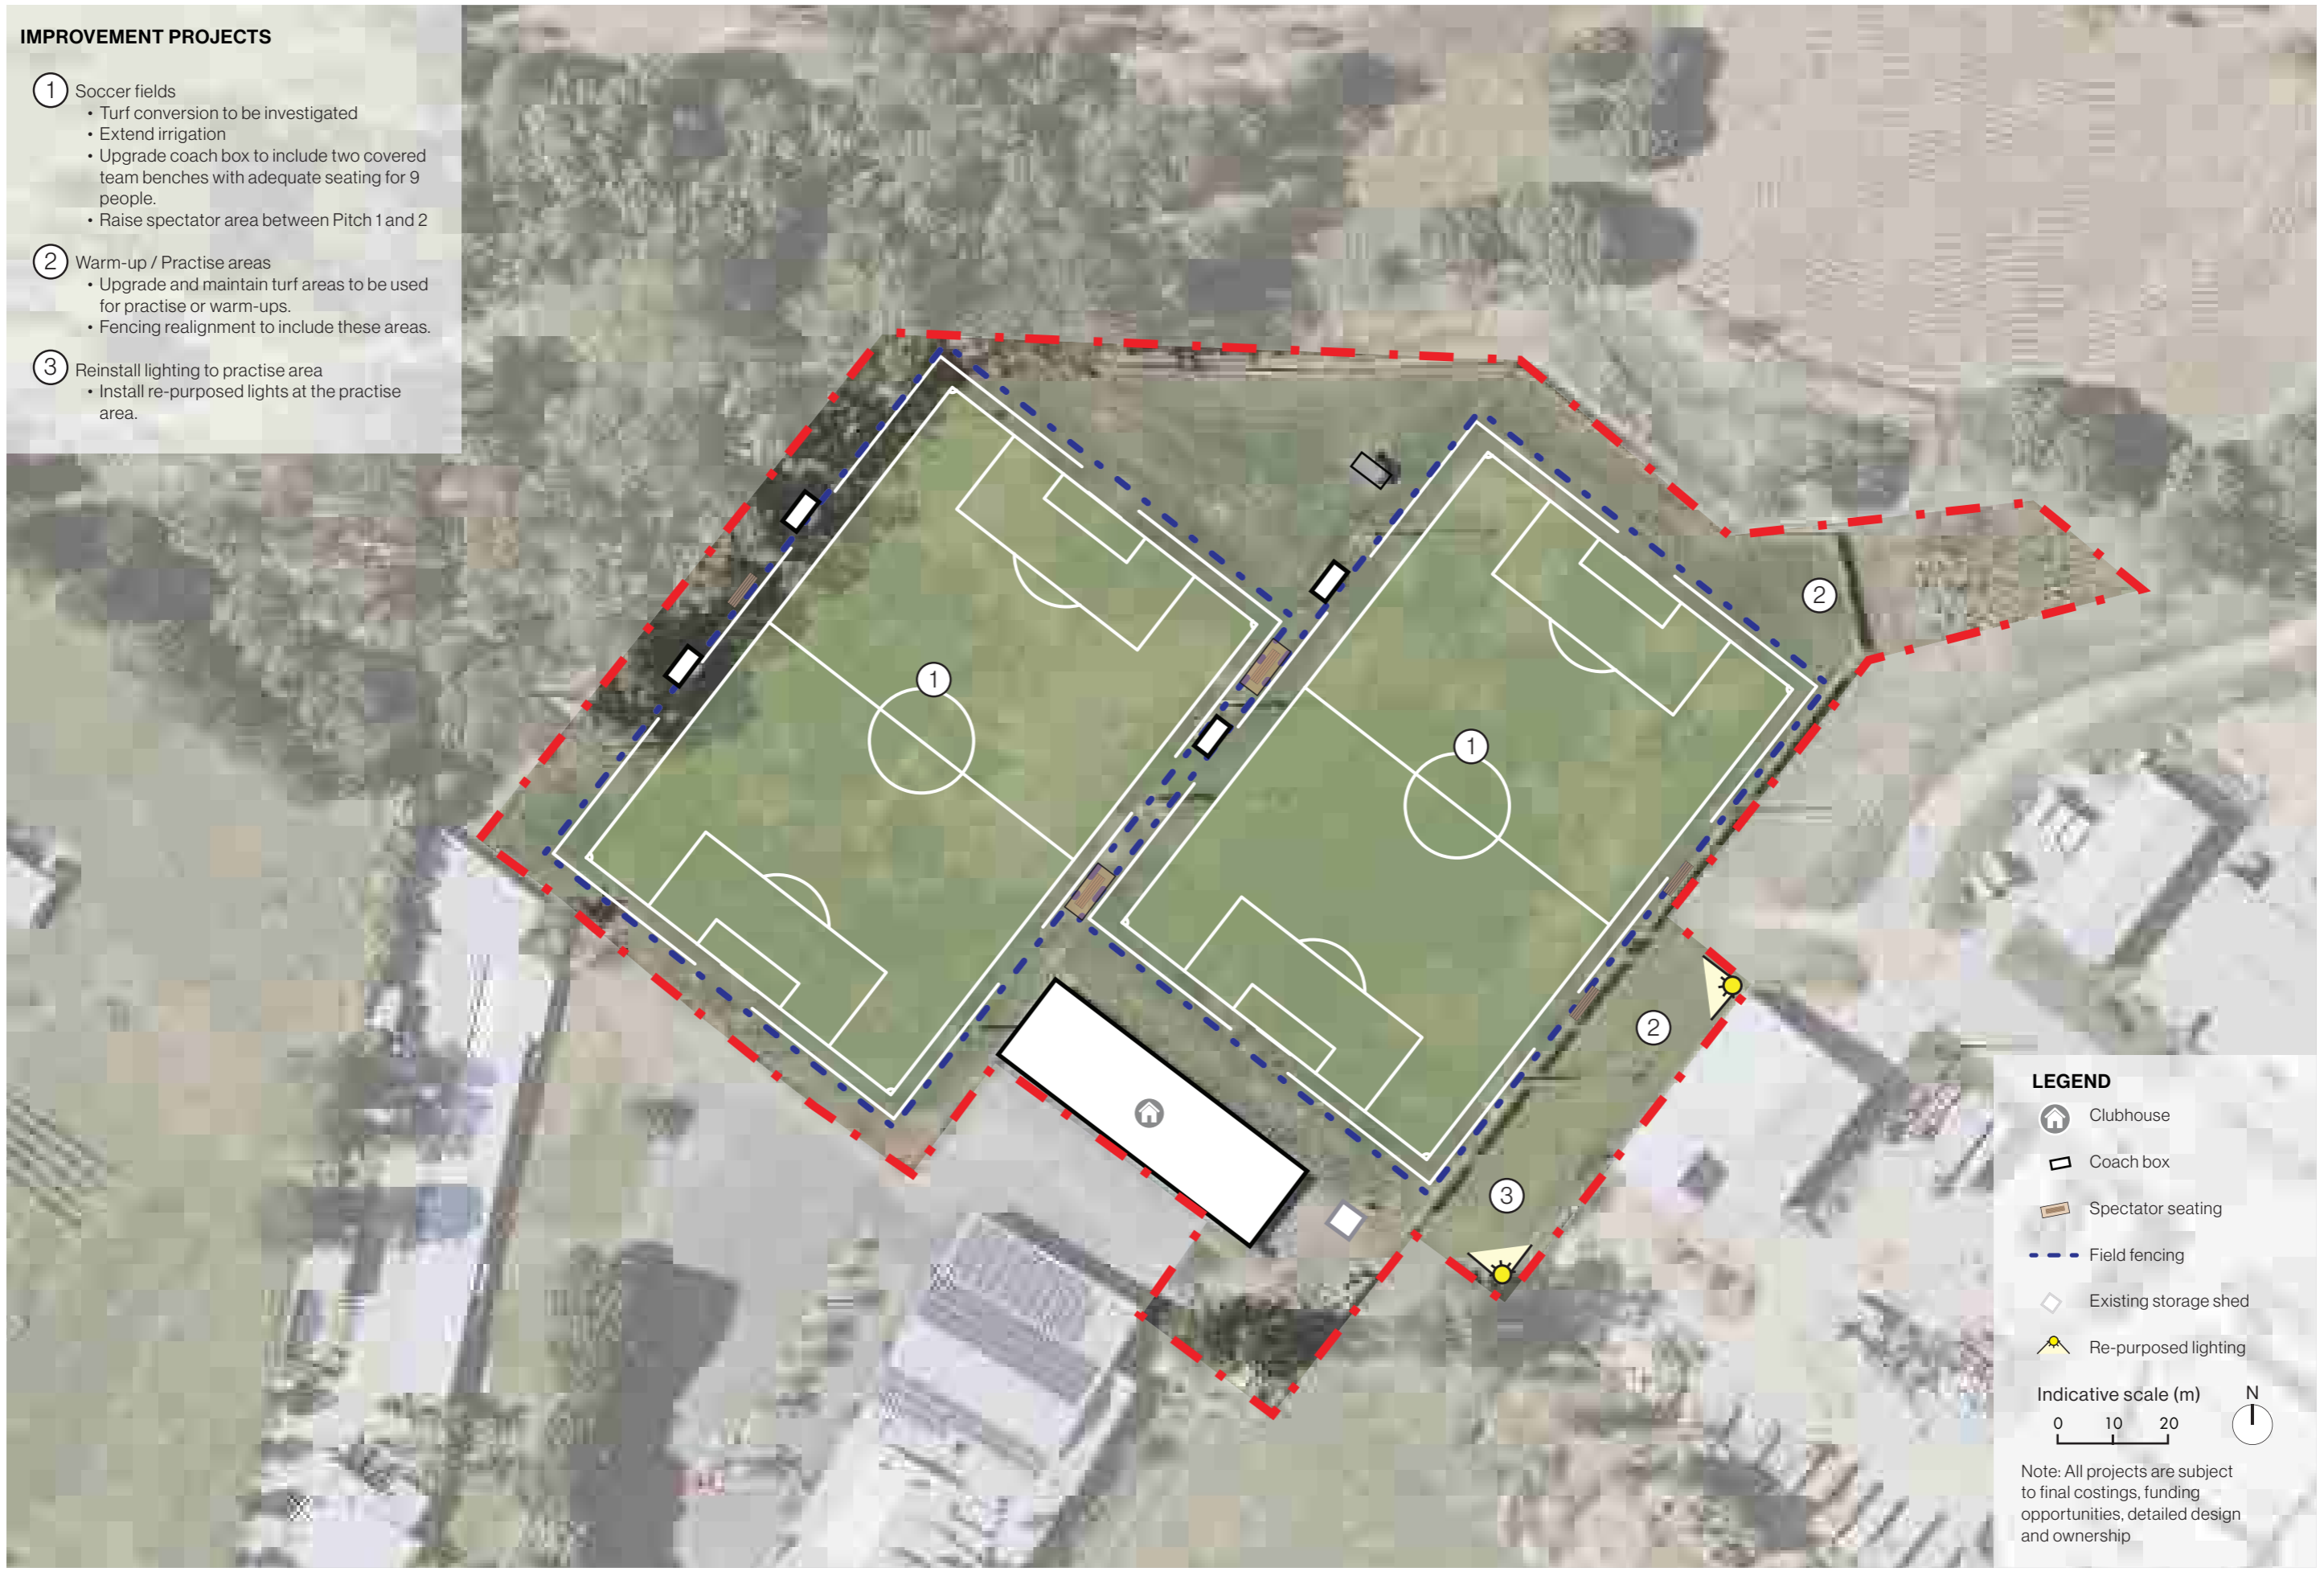 IMPROVEMENT PROJECTS
1 Soccer fields
• Turf conversion to be investigated
• Extend irrigation
• Upgrade coach box to include two covered
team benches with adequate seating for 9
people.
• Raise spectator area between Pitch 1 and 2
2 Warm-up / Practise areas
• Upgrade and maintain turf areas to be used
for practise or warm-ups.
• Fencing realignment to include these areas.
3 Reinstall lighting to practise area
• Install re-purposed lights at the practise
area.
2
1
1
2
3
LEGEND
Clubhouse
Coach box
Spectator seating
Field fencing
Existing storage shed
Re-purposed lighting
Indicative scale (m)
N
0 10 20
Note: All projects are subject
to final costings, funding
opportunities, detailed design
and ownership